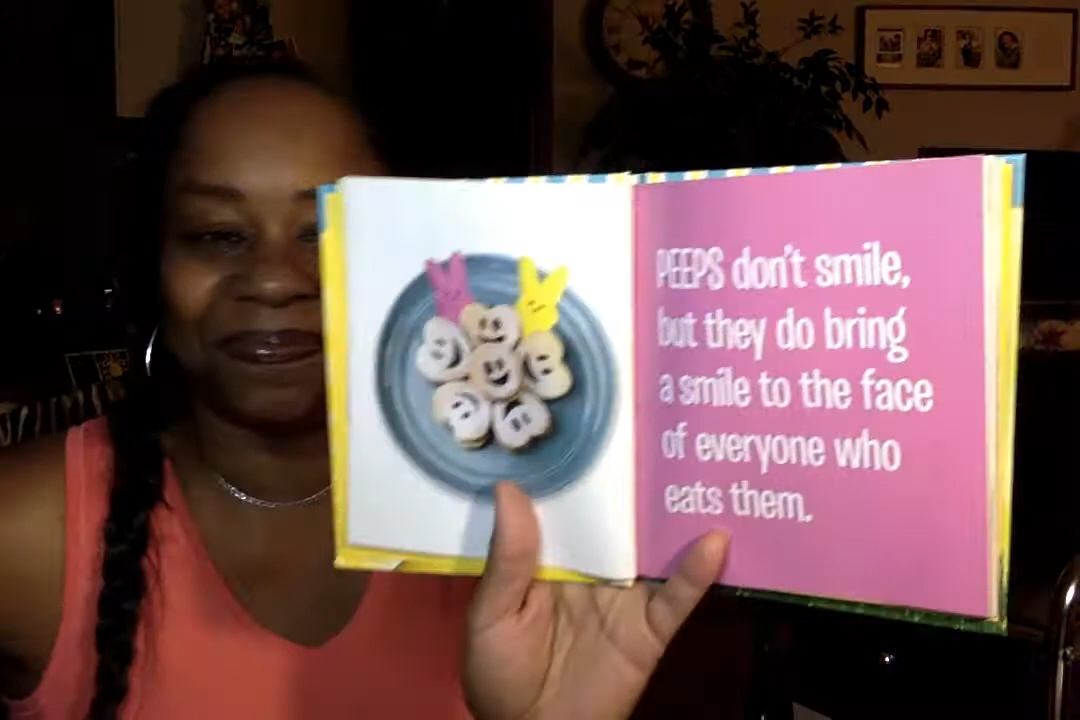 PEEPS don't smile,
but they do bring
a smile to the face
of everyone who
eats them.